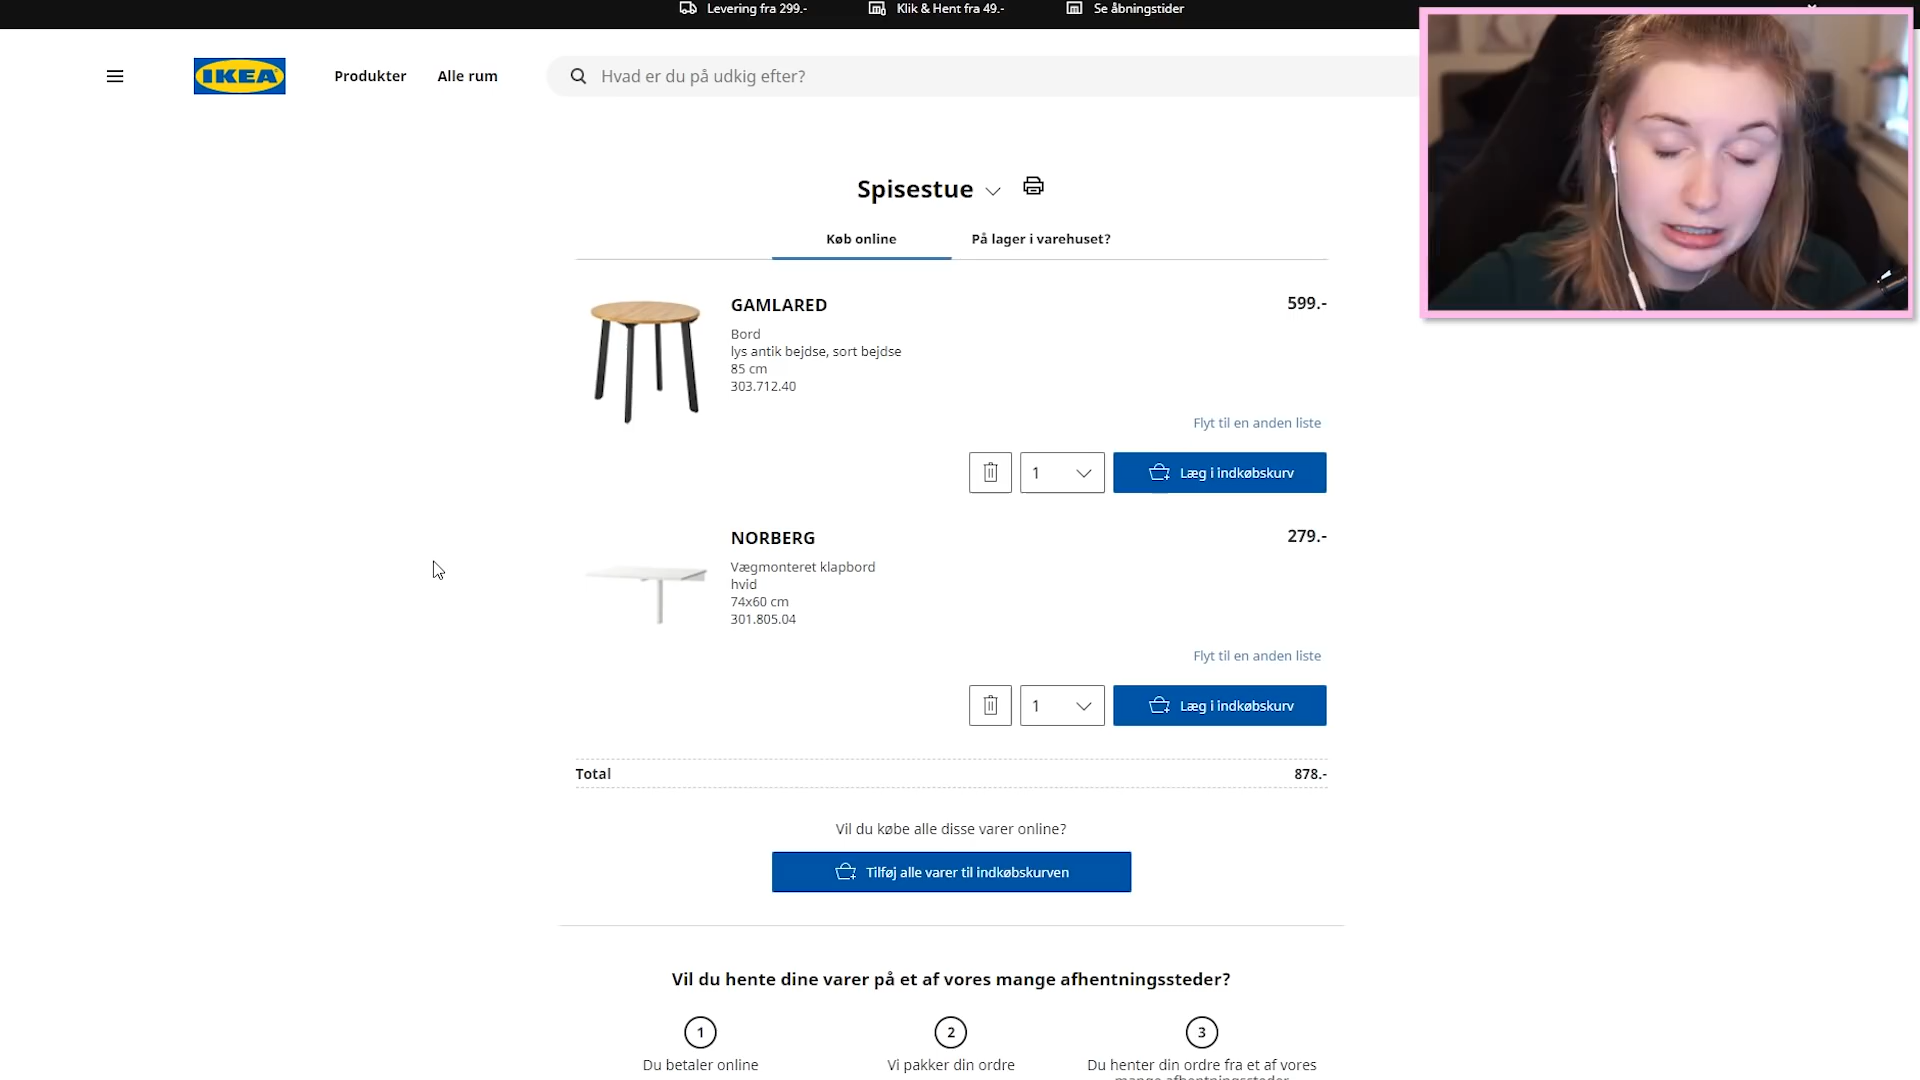 Levering fra 299.- Klik & Hent fra 49.- Se åbningstider
IKEA Produkter Alle rum Hvad er du på udkig efter?
Spisestue
Køb online På lager i varehuset?
GAMLARED 599.-
Bord
lys antik bejdse, sort bejdse
85 cm
303.712.40
Flyt til en anden liste
1 Læg i indkøbskurv
NORBERG 279.-
Vægmonteret klapbord
hvid
74x60 cm
301.805.04
Flyt til en anden liste
1 Læg i indkøbskurv
Total 878.-
Vil du købe alle disse varer online?
Tilføj alle varer til indkøbskurven
Vil du hente dine varer på et af vores mange afhentningssteder?
1 2 3
Du betaler online Vi pakker din ordre Du henter din ordre fra et af vores
mange afhentningssteder